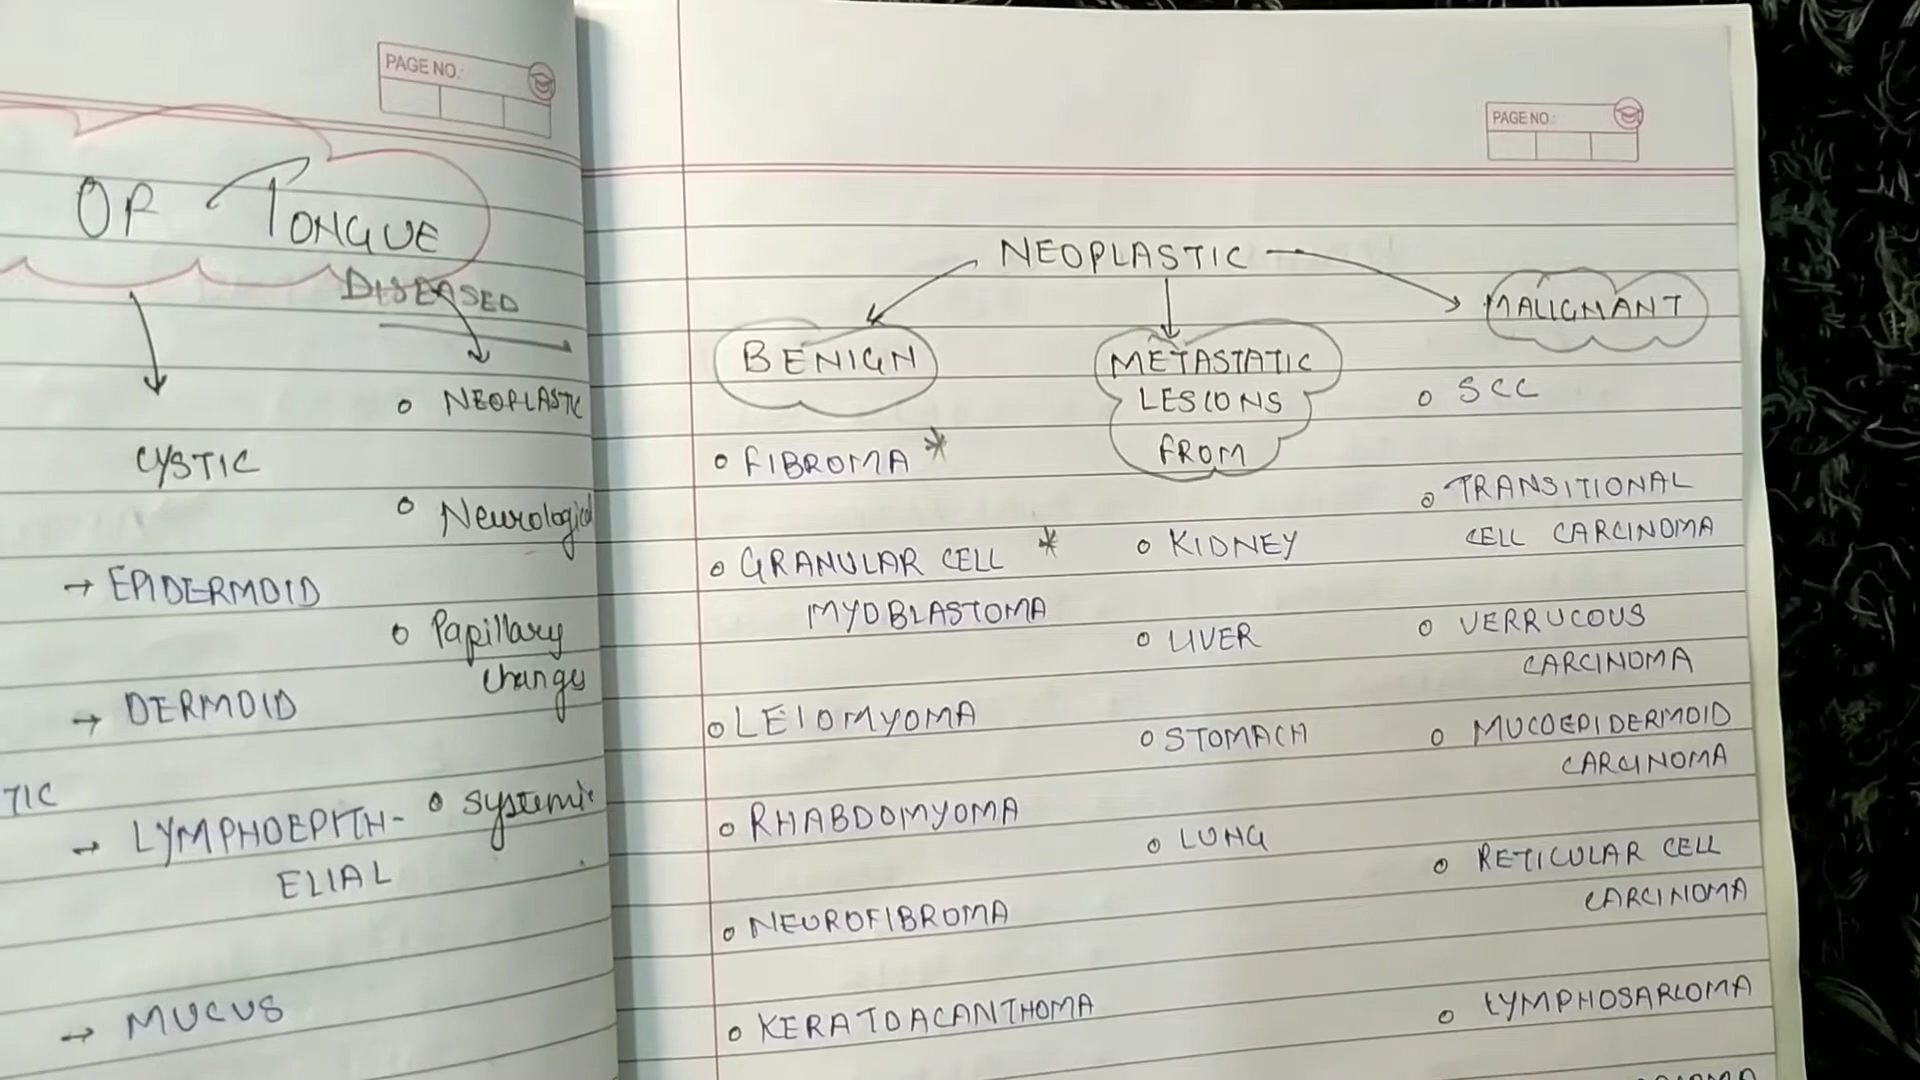 PAGE NO.:
OF TONGUE
DISEASED
CYSTIC
→ EPIDERMOID
→ DERMOID
TIC
→ LYMPHOEPITH-
ELIAL
→ MUCUS
o NEOPLASTIC
o Neurological
o Papillary
changes
o systemic
PAGE NO.:
NEOPLASTIC
BENIGN
o FIBROMA *
o GRANULAR CELL *
MYOBLASTOMA
o LEIOMYOMA
o RHABDOMYOMA
o NEUROFIBROMA
o KERATOACANTHOMA
METASTATIC
LESIONS
FROM
o KIDNEY
o LIVER
o STOMACH
o LUNG
MALIGNANT
o SCC
o TRANSITIONAL
CELL CARCINOMA
o VERRUCOUS
CARCINOMA
o MUCOEPIDERMOID
CARCINOMA
o RETICULAR CELL
CARCINOMA
o LYMPHOSARCOMA